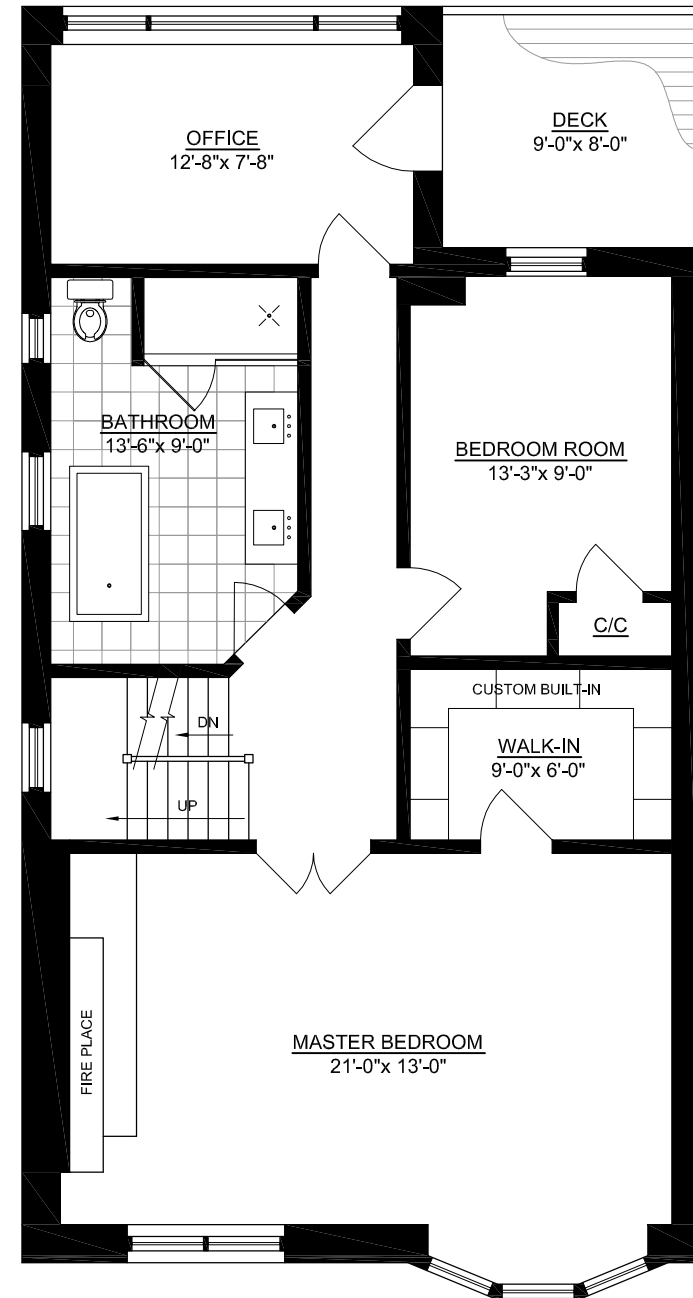 OFFICE
12'-8"x 7'-8"
DECK
9'-0"x 8'-0"
BATHROOM
13'-6"x 9'-0"
BEDROOM ROOM
13'-3"x 9'-0"
C/C
CUSTOM BUILT-IN
WALK-IN
9'-0"x 6'-0"
DN
UP
MASTER BEDROOM
21'-0"x 13'-0"
FIRE PLACE